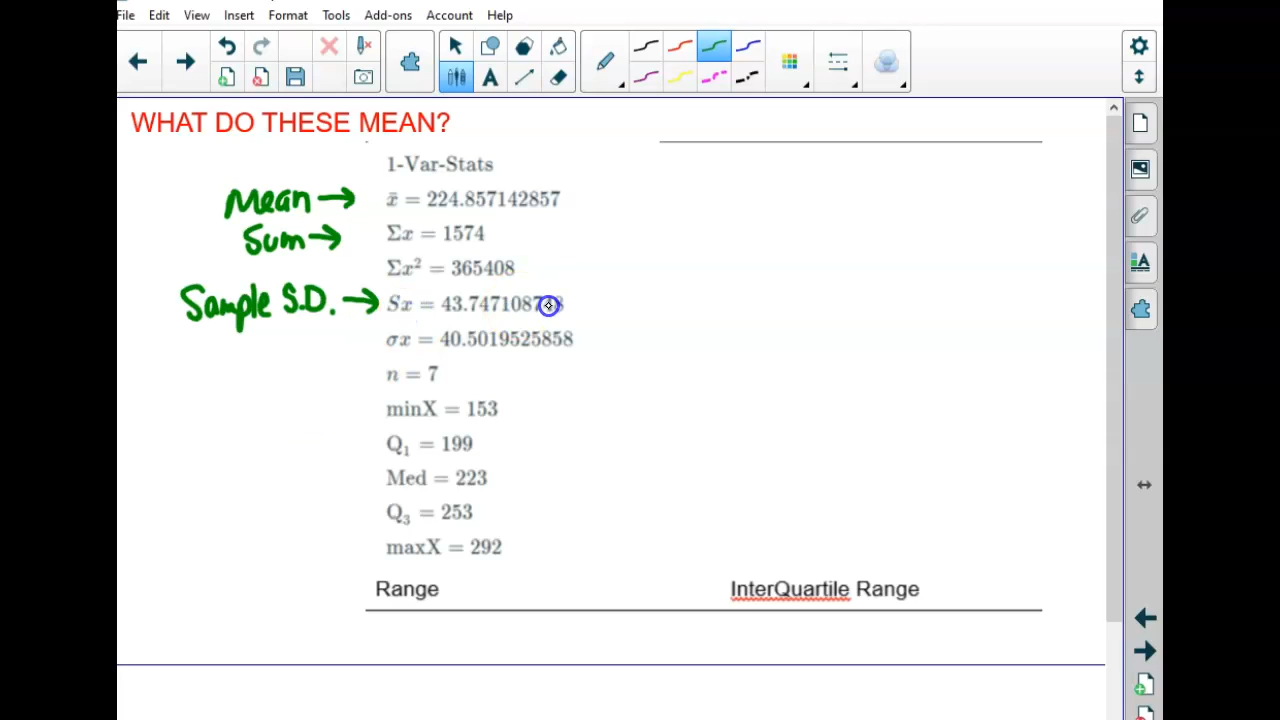 File Edit View Insert Format Tools Add-ons Account Help
WHAT DO THESE MEAN?
1-Var-Stats
Mean → x̄ = 224.857142857
Sum → Σx = 1574
Σx² = 365408
Sample S.D. → Sx = 43.747108
σx = 40.5019525858
n = 7
minX = 153
Q₁ = 199
Med = 223
Q₃ = 253
maxX = 292
Range InterQuartile Range